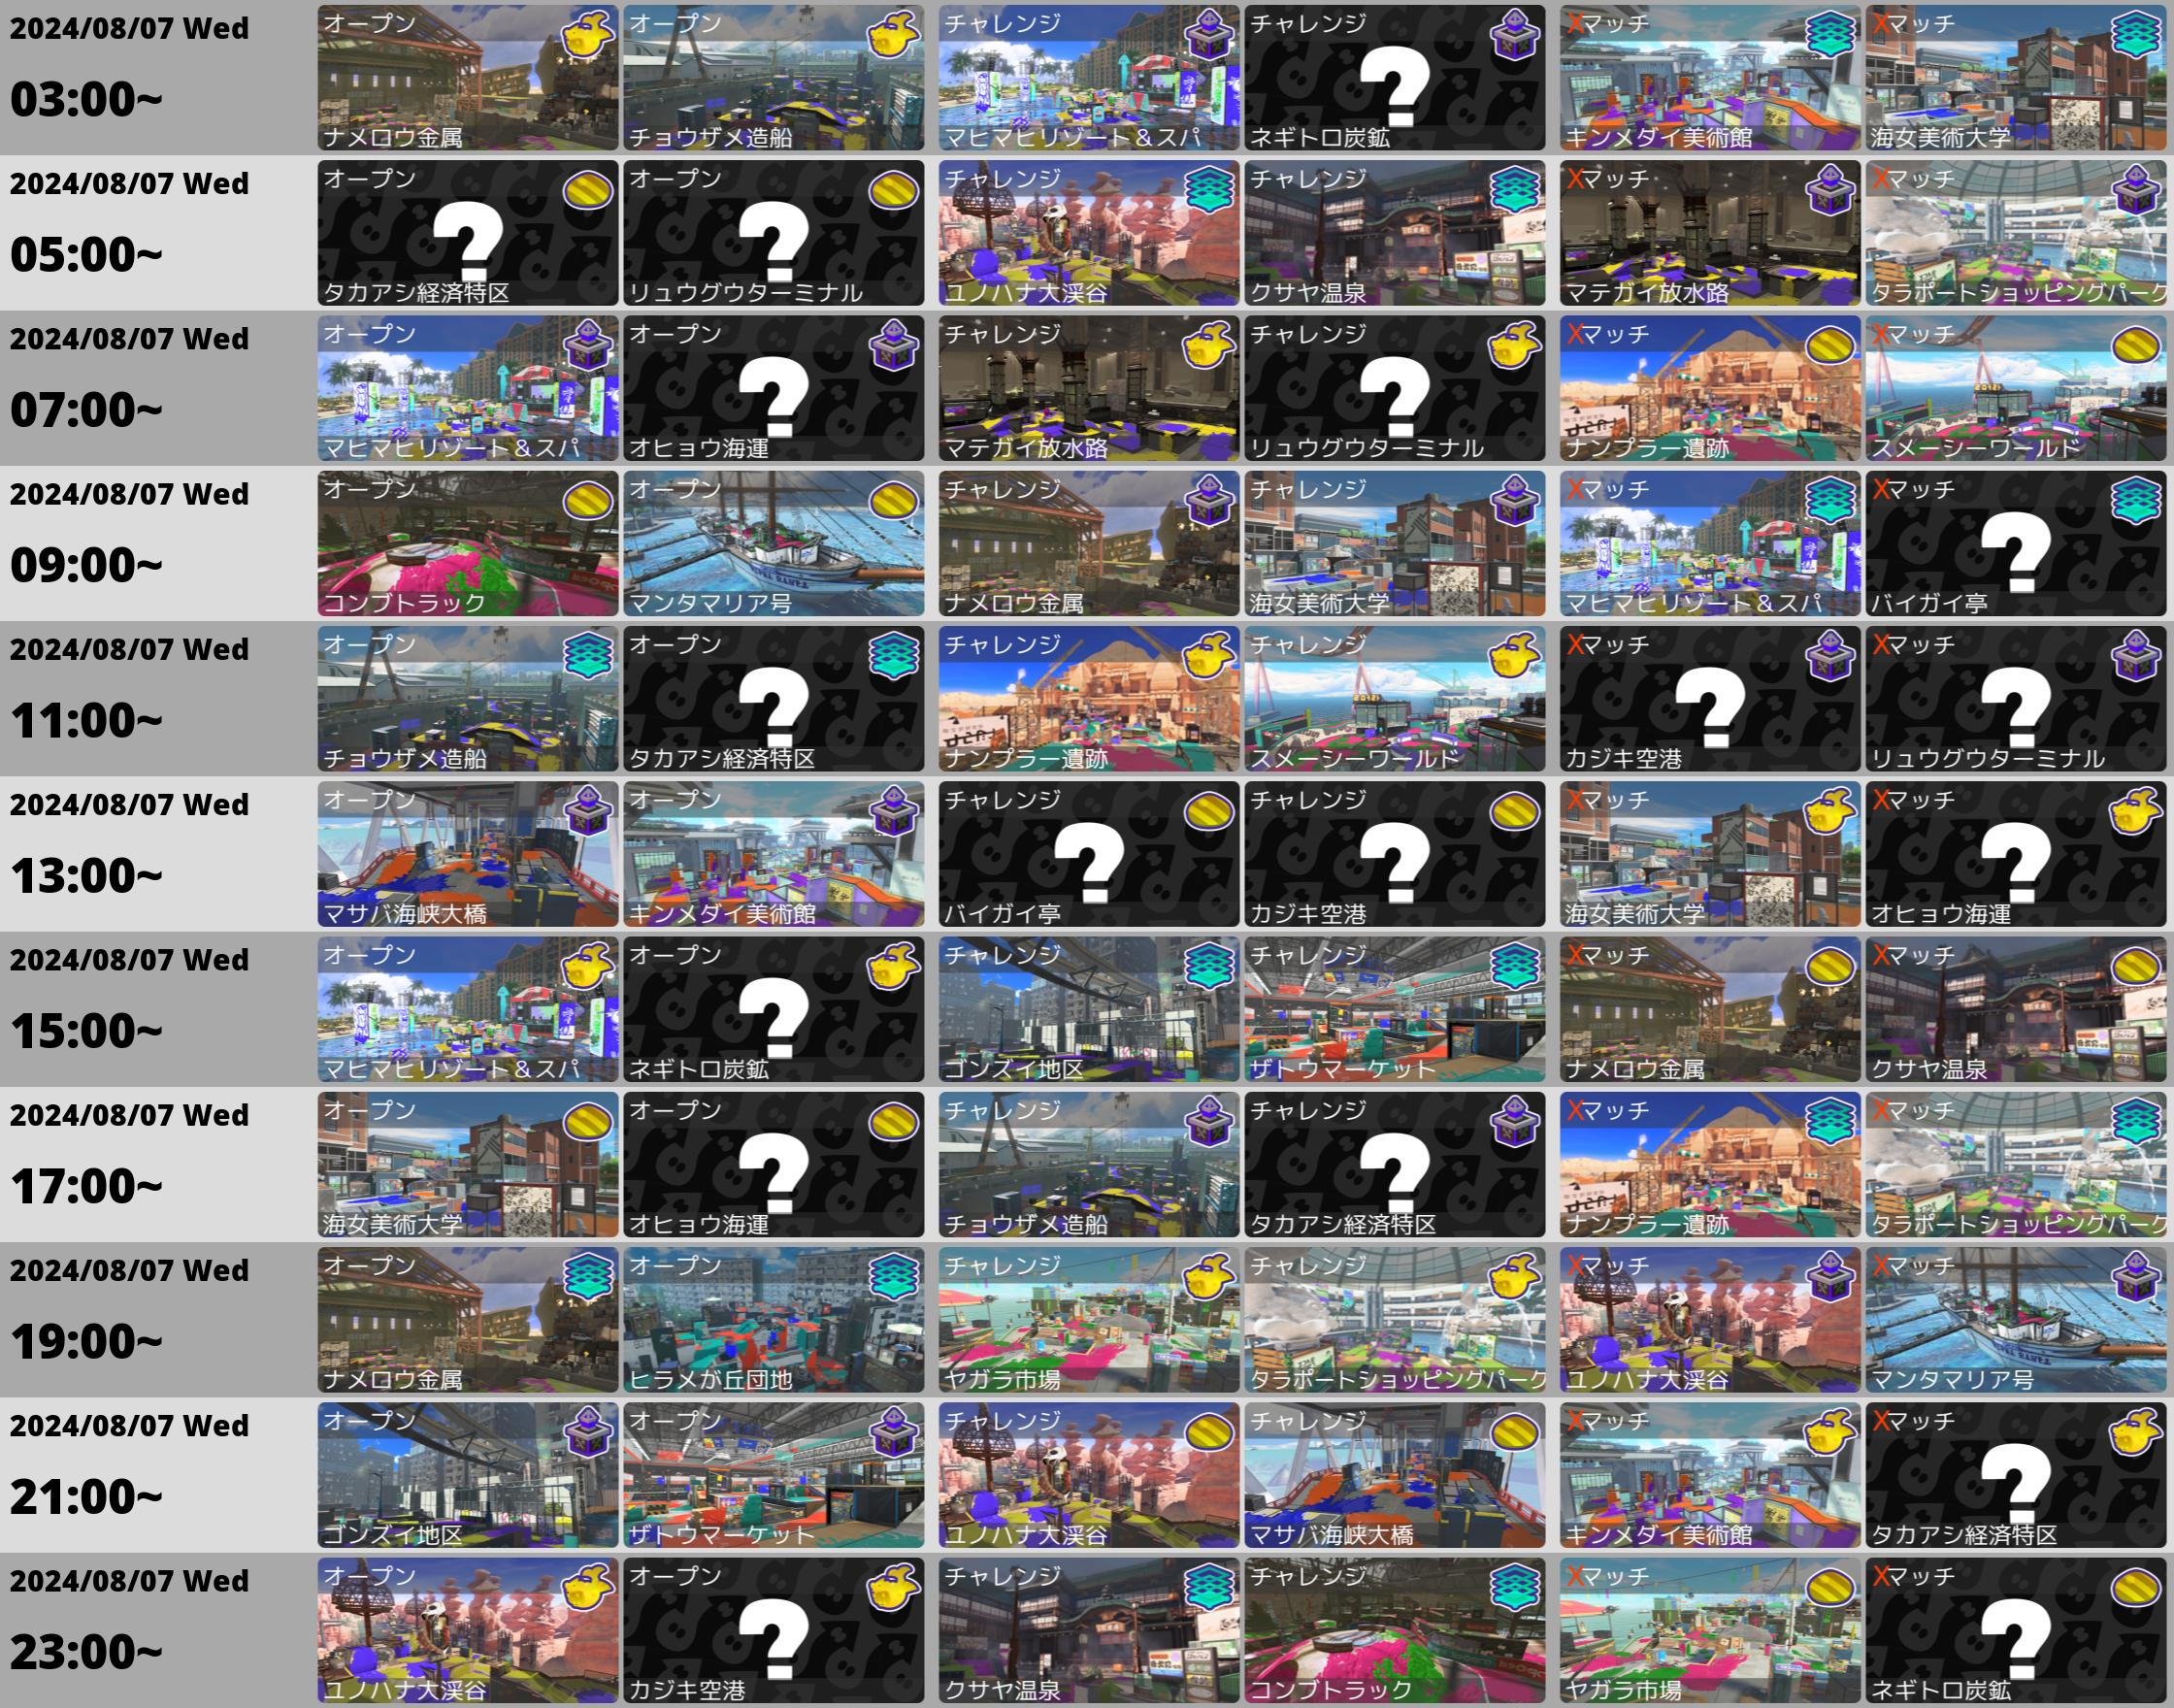 2024/08/07 Wed
03:00~
オープン
ナメロウ金属
オープン
チョウザメ造船
チャレンジ
マヒマヒリゾート＆スパ
チャレンジ
ネギトロ炭鉱
Xマッチ
キンメダイ美術館
Xマッチ
海女美術大学
2024/08/07 Wed
05:00~
オープン
タカアシ経済特区
オープン
リュウグウターミナル
チャレンジ
ユノハナ大渓谷
チャレンジ
クサヤ温泉
Xマッチ
マテガイ放水路
Xマッチ
タラポートショッピングパーク
2024/08/07 Wed
07:00~
オープン
マヒマヒリゾート＆スパ
オープン
オヒョウ海運
チャレンジ
マテガイ放水路
チャレンジ
リュウグウターミナル
Xマッチ
ナンプラー遺跡
Xマッチ
スメーシーワールド
2024/08/07 Wed
09:00~
オープン
コンブトラック
オープン
マンタマリア号
チャレンジ
ナメロウ金属
チャレンジ
海女美術大学
Xマッチ
マヒマヒリゾート＆スパ
Xマッチ
バイガイ亭
2024/08/07 Wed
11:00~
オープン
チョウザメ造船
オープン
タカアシ経済特区
チャレンジ
ナンプラー遺跡
チャレンジ
スメーシーワールド
Xマッチ
カジキ空港
Xマッチ
リュウグウターミナル
2024/08/07 Wed
13:00~
オープン
マサバ海峡大橋
オープン
キンメダイ美術館
チャレンジ
バイガイ亭
チャレンジ
カジキ空港
Xマッチ
海女美術大学
Xマッチ
オヒョウ海運
2024/08/07 Wed
15:00~
オープン
マヒマヒリゾート＆スパ
オープン
ネギトロ炭鉱
チャレンジ
ゴンズイ地区
チャレンジ
ザトウマーケット
Xマッチ
ナメロウ金属
Xマッチ
クサヤ温泉
2024/08/07 Wed
17:00~
オープン
海女美術大学
オープン
オヒョウ海運
チャレンジ
チョウザメ造船
チャレンジ
タカアシ経済特区
Xマッチ
ナンプラー遺跡
Xマッチ
タラポートショッピングパーク
2024/08/07 Wed
19:00~
オープン
ナメロウ金属
オープン
ヒラメが丘団地
チャレンジ
ヤガラ市場
チャレンジ
タラポートショッピングパーク
Xマッチ
ユノハナ大渓谷
Xマッチ
マンタマリア号
2024/08/07 Wed
21:00~
オープン
ゴンズイ地区
オープン
ザトウマーケット
チャレンジ
ユノハナ大渓谷
チャレンジ
マサバ海峡大橋
Xマッチ
キンメダイ美術館
Xマッチ
タカアシ経済特区
2024/08/07 Wed
23:00~
オープン
ユノハナ大渓谷
オープン
カジキ空港
チャレンジ
クサヤ温泉
チャレンジ
コンブトラック
Xマッチ
ヤガラ市場
Xマッチ
ネギトロ炭鉱